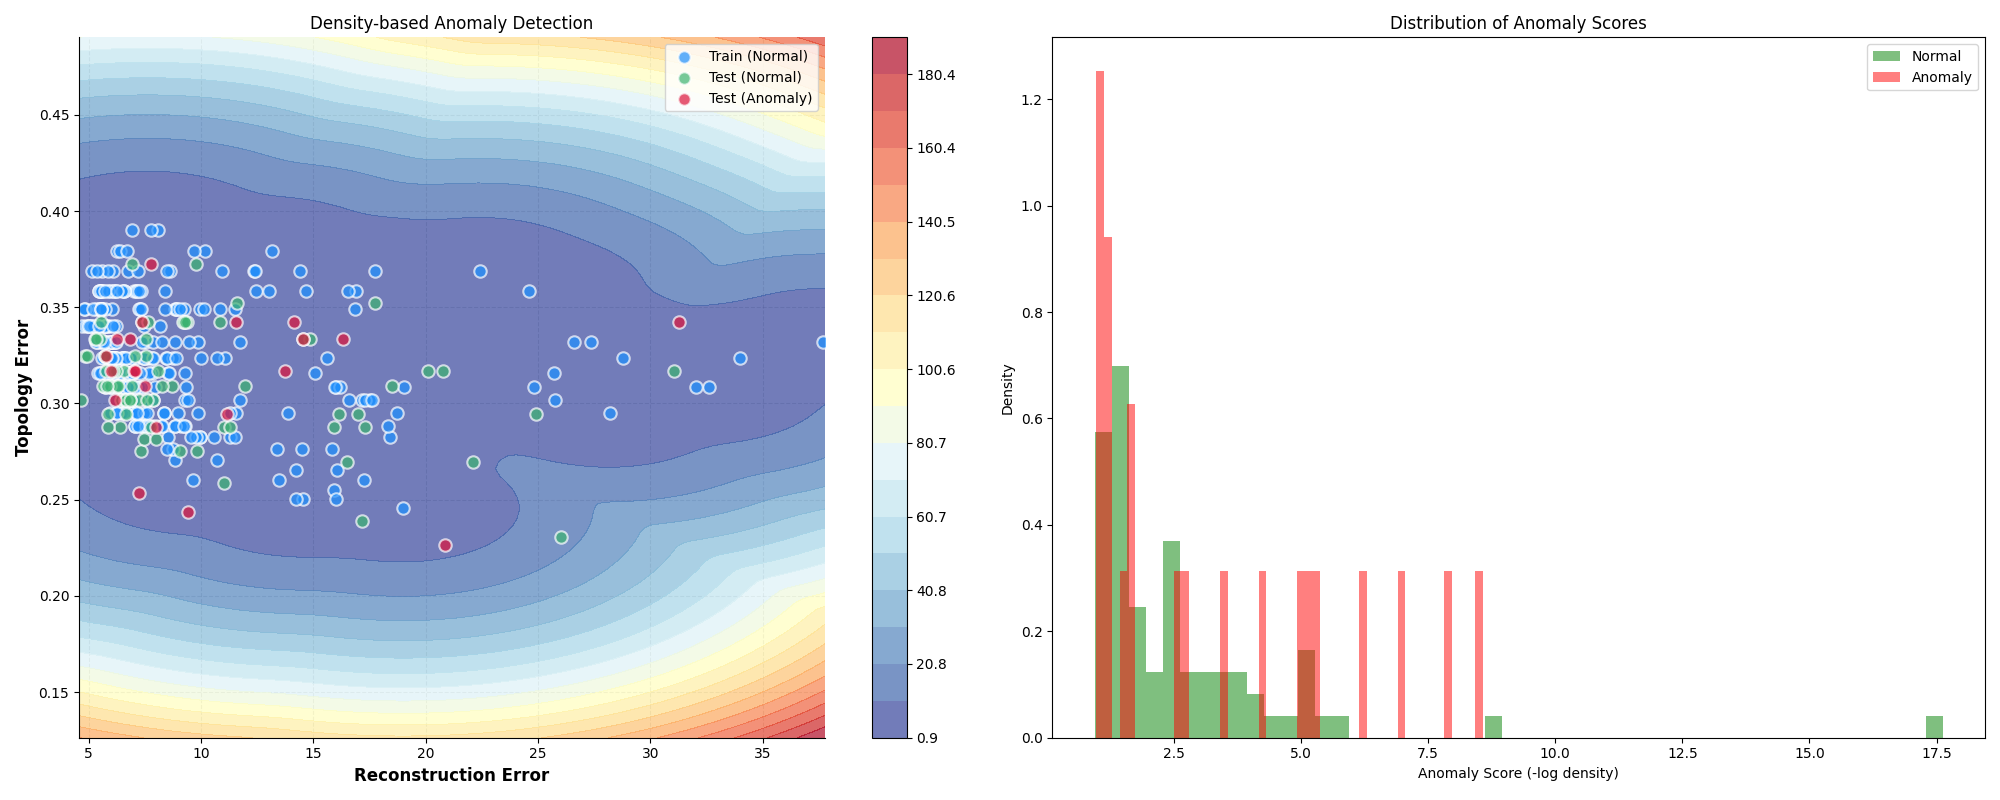 Density-based Anomaly Detection
Train (Normal)
Test (Normal)
Test (Anomaly)
Topology Error
0.45
0.40
0.35
0.30
0.25
0.20
0.15
5 10 15 20 25 30 35
Reconstruction Error
180.4
160.4
140.5
120.6
100.6
80.7
60.7
40.8
20.8
0.9
Distribution of Anomaly Scores
Normal
Anomaly
Density
1.2
1.0
0.8
0.6
0.4
0.2
0.0
2.5 5.0 7.5 10.0 12.5 15.0 17.5
Anomaly Score (-log density)